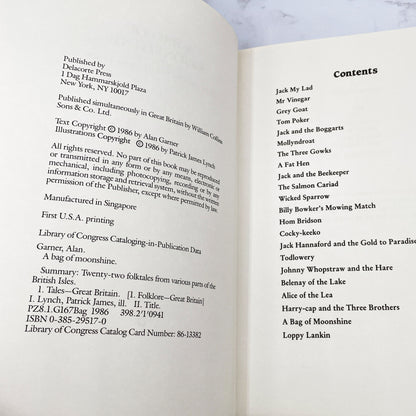 Published by
Delacorte Press
1 Dag Hammarskjold Plaza
New York, NY 10017
Published simultaneously in Great Britain by William Collins
Sons & Co. Ltd.
Text Copyright © 1986 by Alan Garner
Illustrations Copyright © 1986 by Patrick James Lynch
All rights reserved. No part of this book may be reproduced
or transmitted in any form or by any means, electronic or
mechanical, including photocopying, recording or by any
information storage and retrieval system, without the written
permission of the Publisher, except where permitted by law.
Manufactured in Singapore
First U.S.A. printing
Library of Congress Cataloging-in-Publication Data
Garner, Alan.
A bag of moonshine.
Summary: Twenty-two folktales from various parts of the
British Isles.
1. Tales—Great Britain. [1. Folklore—Great Britain]
I. Lynch, Patrick James, ill. II. Title.
PZ8.1.G167Bag 1986 398.2'1'0941
ISBN 0-385-29517-0
Library of Congress Catalog Card Number: 86-13382
Contents
Jack My Lad
Mr Vinegar
Grey Goat
Tom Poker
Jack and the Boggarts
Mollyndroat
The Three Gowks
A Fat Hen
Jack and the Beekeeper
The Salmon Cariad
Wicked Sparrow
Billy Bowker's Mowing Match
Hom Bridson
Cocky-keeko
Jack Hannaford and the Gold to Paradise
Todlowery
Johnny Whopstraw and the Hare
Belenay of the Lake
Alice of the Lea
Harry-cap and the Three Brothers
A Bag of Moonshine
Loppy Lankin